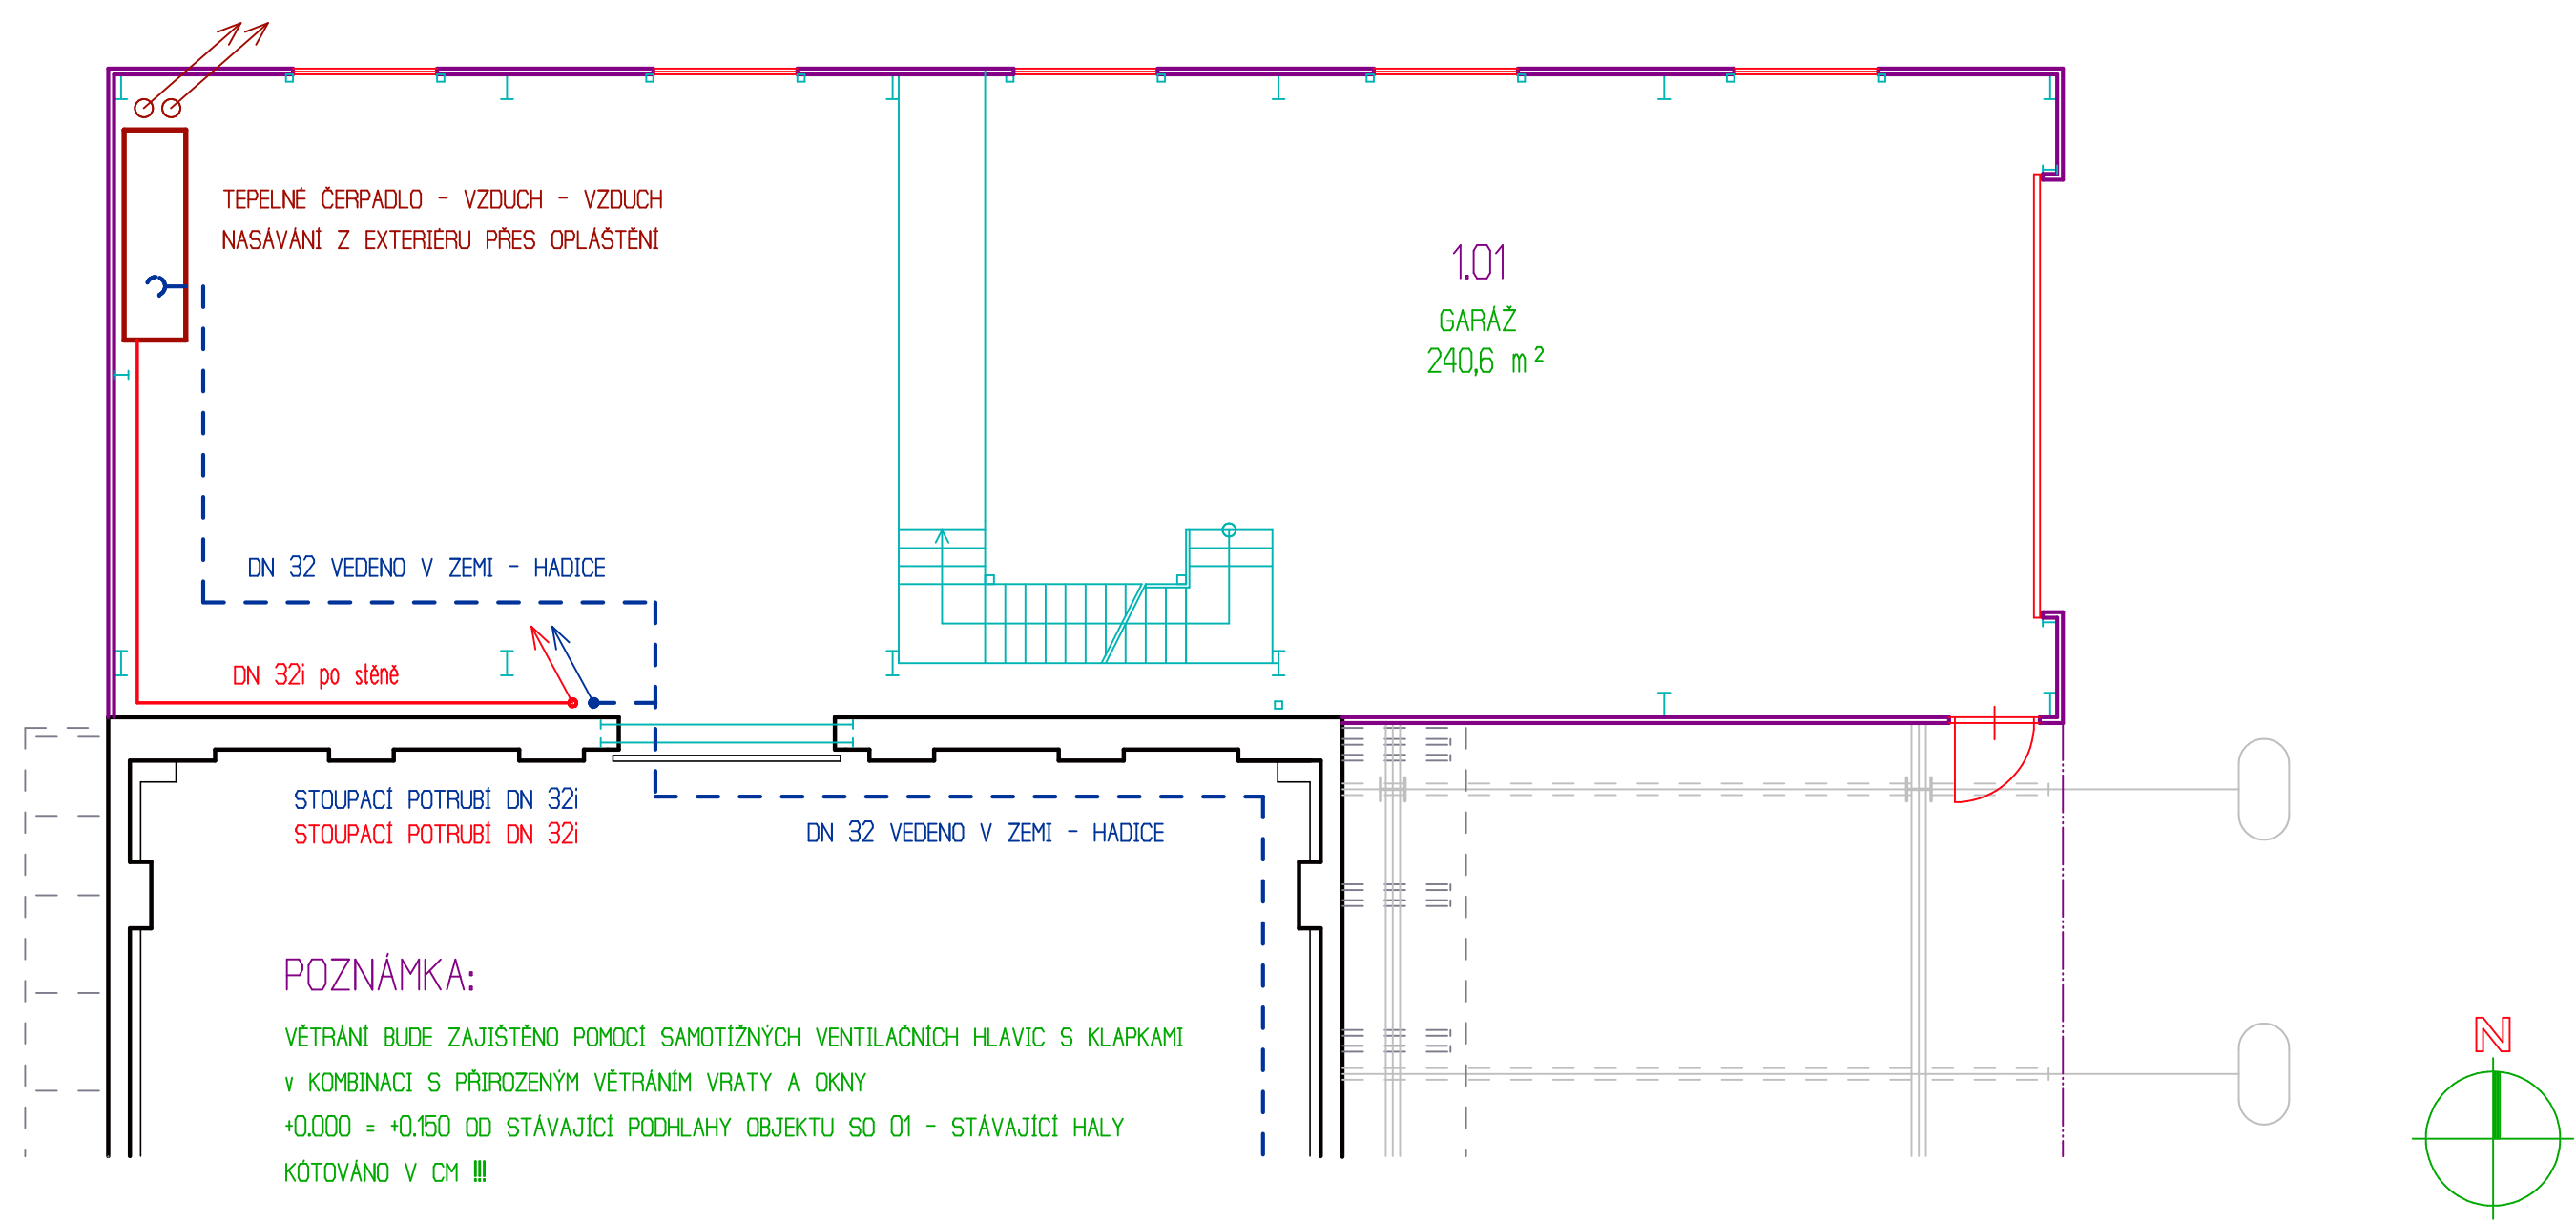 TEPELNÉ ČERPADLO - VZDUCH - VZDUCH
NASÁVÁNÍ Z EXTERIÉRU PŘES OPLÁŠTĚNÍ
1.01
GARÁŽ
240,6 m²
DN 32 VEDENO V ZEMI - HADICE
DN 32i po stěně
STOUPACÍ POTRUBÍ DN 32i
STOUPACÍ POTRUBÍ DN 32i
DN 32 VEDENO V ZEMI - HADICE
POZNÁMKA:
VĚTRÁNÍ BUDE ZAJIŠTĚNO POMOCÍ SAMOTÍŽNÝCH VENTILAČNÍCH HLAVIC S KLAPKAMI
v KOMBINACI S PŘIROZENÝM VĚTRÁNÍM VRATY A OKNY
+0.000 = +0.150 OD STÁVAJÍCÍ PODHLAHY OBJEKTU SO 01 - STÁVAJÍCÍ HALY
KÓTOVÁNO V CM !!!
N